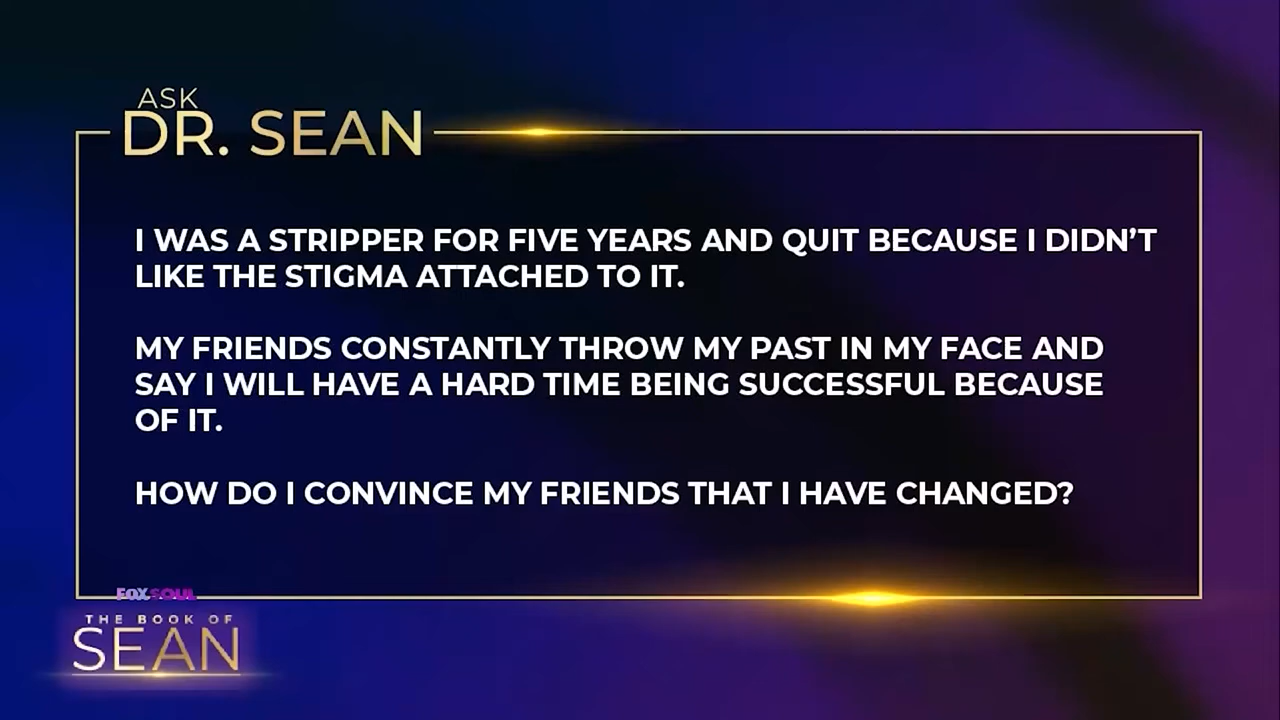 ASK
DR. SEAN
I WAS A STRIPPER FOR FIVE YEARS AND QUIT BECAUSE I DIDN'T
LIKE THE STIGMA ATTACHED TO IT.
MY FRIENDS CONSTANTLY THROW MY PAST IN MY FACE AND
SAY I WILL HAVE A HARD TIME BEING SUCCESSFUL BECAUSE
OF IT.
HOW DO I CONVINCE MY FRIENDS THAT I HAVE CHANGED?
FOX SOUL
THE BOOK OF
SEAN